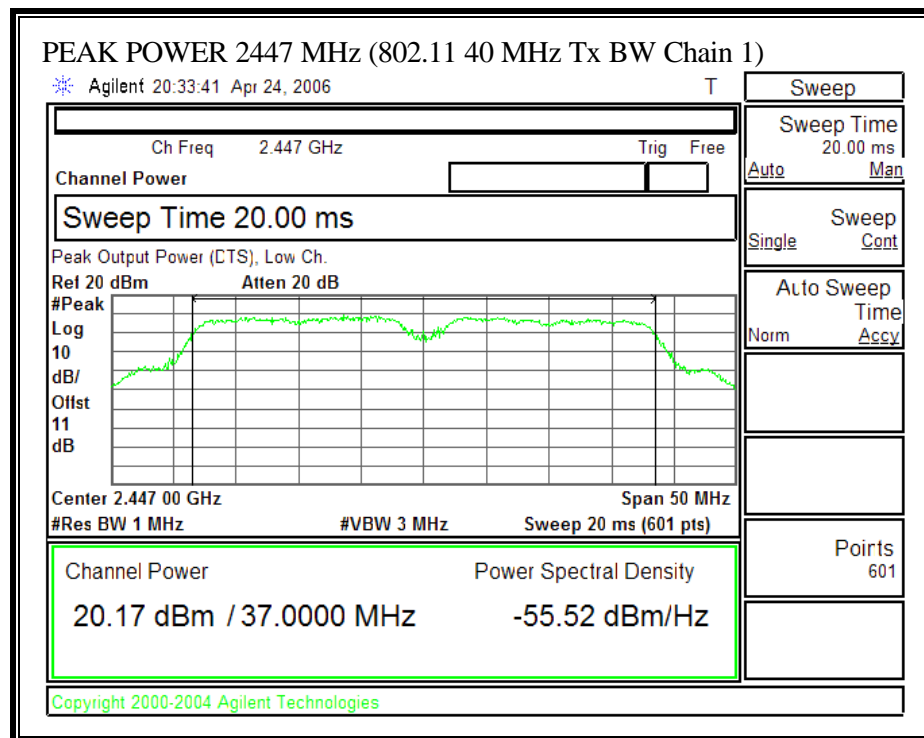 PEAK POWER 2447 MHz (802.11 40 MHz Tx BW Chain 1)
Agilent 20:33:41 Apr 24, 2006 T
Ch Freq 2.447 GHz Trig Free
Channel Power
Sweep Time 20.00 ms
Peak Output Power (DTS), Low Ch.
Ref 20 dBm Atten 20 dB
#Peak
Log
10
dB/
Offst
11
dB
Center 2.447 00 GHz Span 50 MHz
#Res BW 1 MHz #VBW 3 MHz Sweep 20 ms (601 pts)
Channel Power Power Spectral Density
20.17 dBm / 37.0000 MHz -55.52 dBm/Hz
Copyright 2000-2004 Agilent Technologies
Sweep
Sweep Time
20.00 ms
Auto Man
Sweep
Single Cont
Auto Sweep
Time
Norm Accy
Points
601